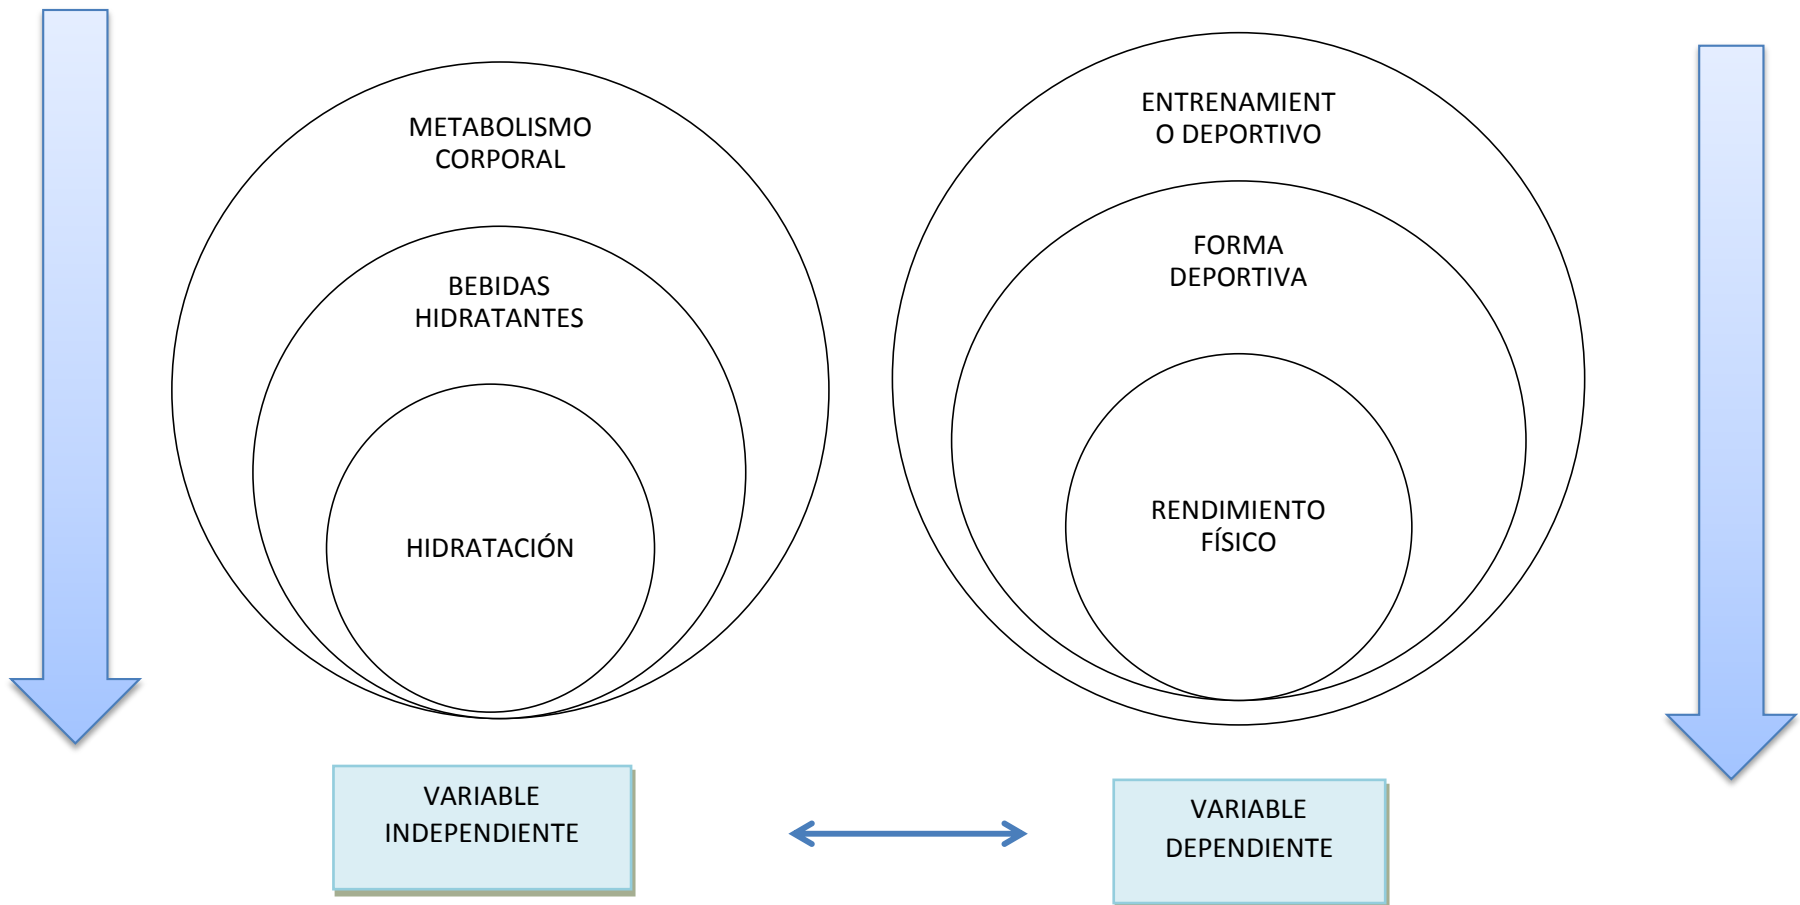 METABOLISMO
CORPORAL
BEBIDAS
HIDRATANTES
HIDRATACIÓN
ENTRENAMIENT
O DEPORTIVO
FORMA
DEPORTIVA
RENDIMIENTO
FÍSICO
VARIABLE
INDEPENDIENTE
VARIABLE
DEPENDIENTE